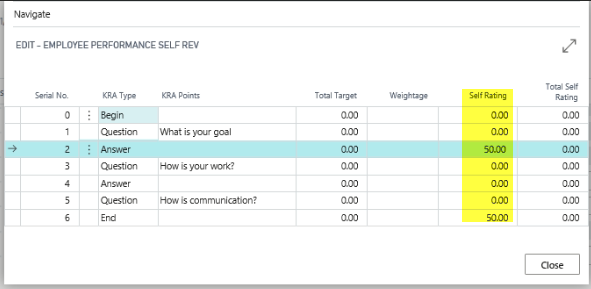 Navigate
EDIT - EMPLOYEE PERFORMANCE SELF REV
Serial No. KRA Type KRA Points Total Target Weightage Self Rating Total Self Rating
0 Begin 0.00 0.00 0.00
1 Question What is your goal 0.00 0.00 0.00
2 Answer 0.00 50.00 0.00
3 Question How is your work? 0.00 0.00 0.00
4 Answer 0.00 0.00 0.00
5 Question How is communication? 0.00 0.00 0.00
6 End 0.00 50.00 0.00
Close